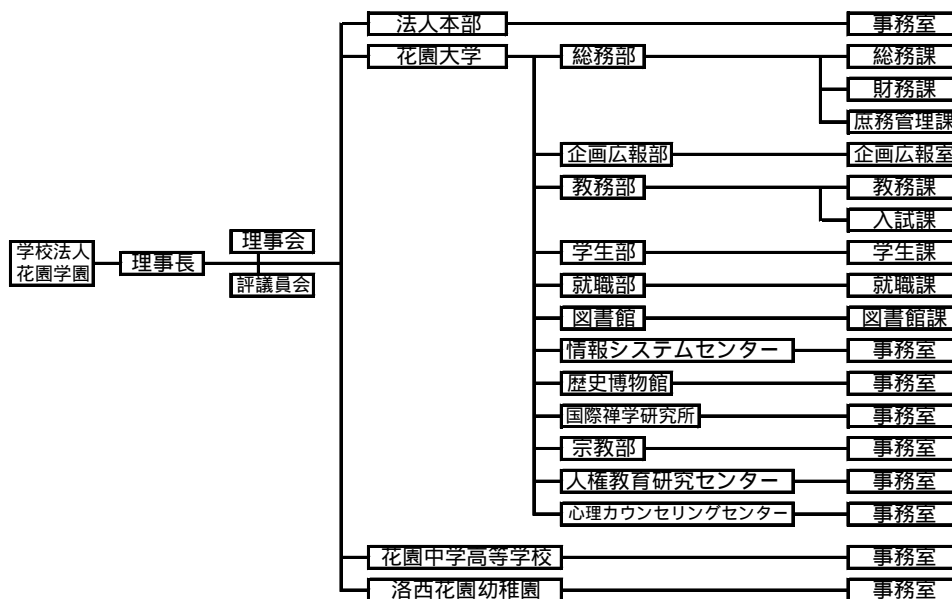 法人本部 事務室
花園大学 総務部 総務課
財務課
庶務管理課
企画広報部 企画広報室
教務部 教務課
入試課
学校法人
花園学園
理事長
理事会
評議員会
学生部 学生課
就職部 就職課
図書館 図書館課
情報システムセンター 事務室
歴史博物館 事務室
国際禅学研究所 事務室
宗教部 事務室
人権教育研究センター 事務室
心理カウンセリングセンター 事務室
花園中学高等学校 事務室
洛西花園幼稚園 事務室